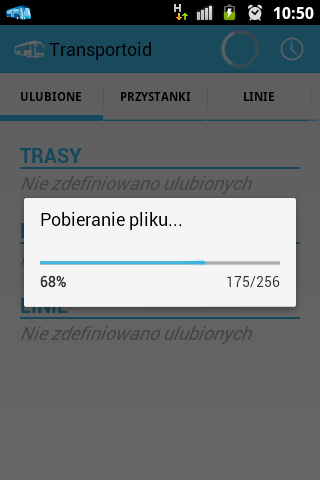 H
10:50
Transportoid
ULUBIONE
PRZYSTANKI
LINIE
TRASY
Nie zdefiniowano ulubionych
Pobieranie pliku...
68%
175/256
LINIE
Nie zdefiniowano ulubionych